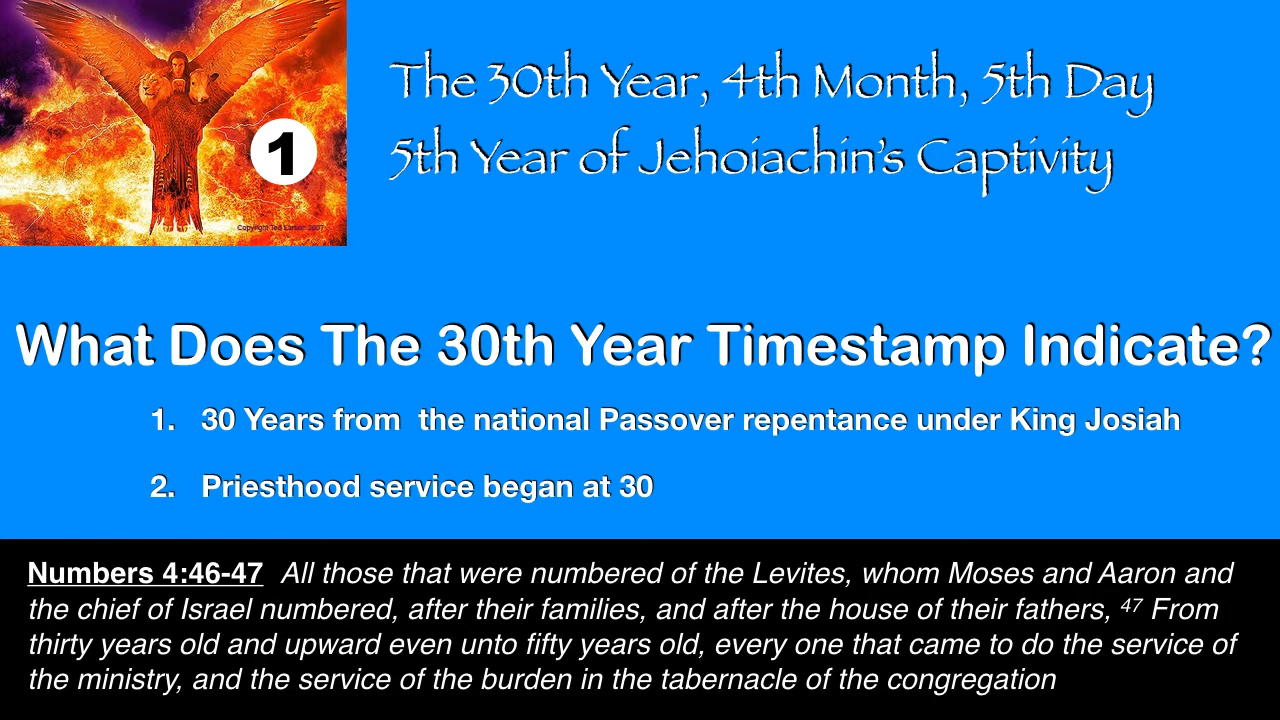 The 30th Year, 4th Month, 5th Day
5th Year of Jehoiachin's Captivity
1
Copyright Ted Larson 2007
What Does The 30th Year Timestamp Indicate?
1. 30 Years from the national Passover repentance under King Josiah
2. Priesthood service began at 30
Numbers 4:46-47 All those that were numbered of the Levites, whom Moses and Aaron and
the chief of Israel numbered, after their families, and after the house of their fathers, 47 From
thirty years old and upward even unto fifty years old, every one that came to do the service of
the ministry, and the service of the burden in the tabernacle of the congregation